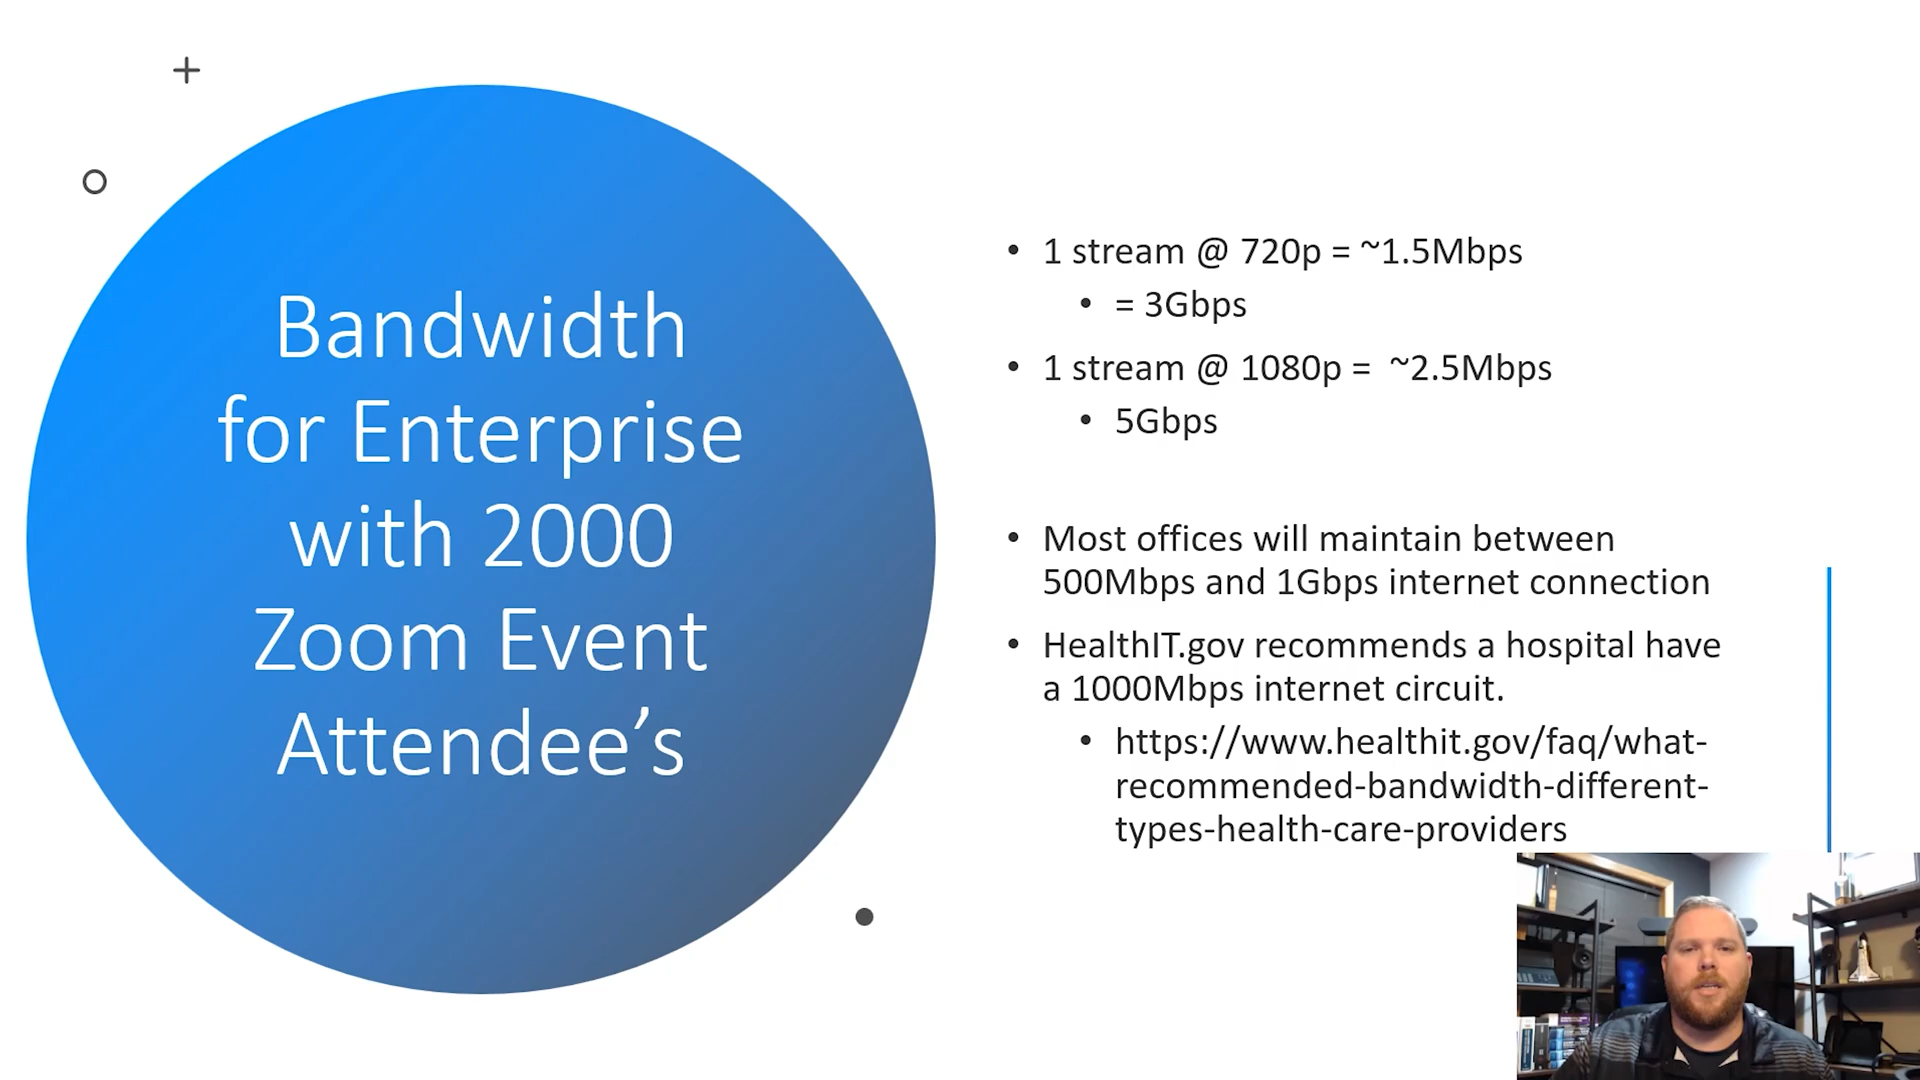 Bandwidth
for Enterprise
with 2000
Zoom Event
Attendee’s
• 1 stream @ 720p = ~1.5Mbps
• = 3Gbps
• 1 stream @ 1080p =  ~2.5Mbps
• 5Gbps
• Most offices will maintain between
500Mbps and 1Gbps internet connection
• HealthIT.gov recommends a hospital have
a 1000Mbps internet circuit.
• https://www.healthit.gov/faq/what-
recommended-bandwidth-different-
types-health-care-providers